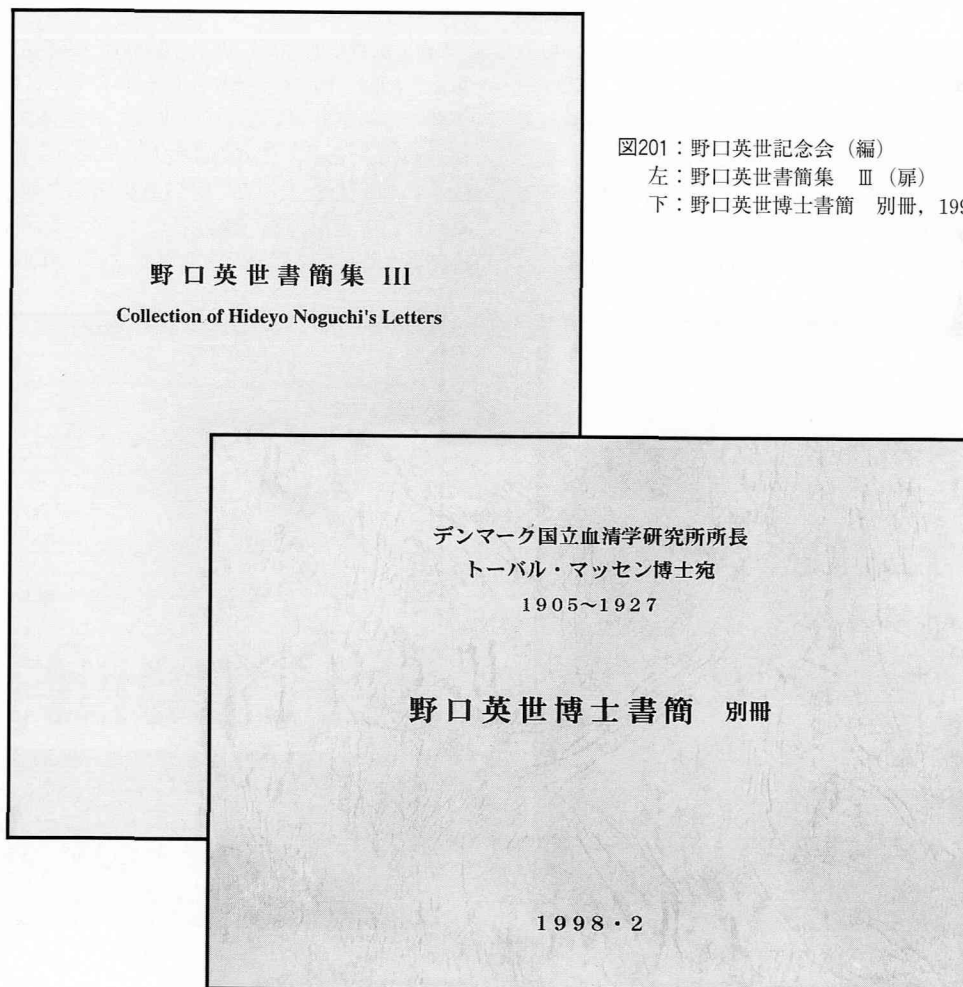 図201：野口英世記念会（編）
左：野口英世書簡集　Ⅲ（扉）
下：野口英世博士書簡　別冊，199
野口英世書簡集 III
Collection of Hideyo Noguchi's Letters
デンマーク国立血清学研究所所長
トーバル・マッセン博士宛
1905～1927
野口英世博士書簡　別冊
1998・2